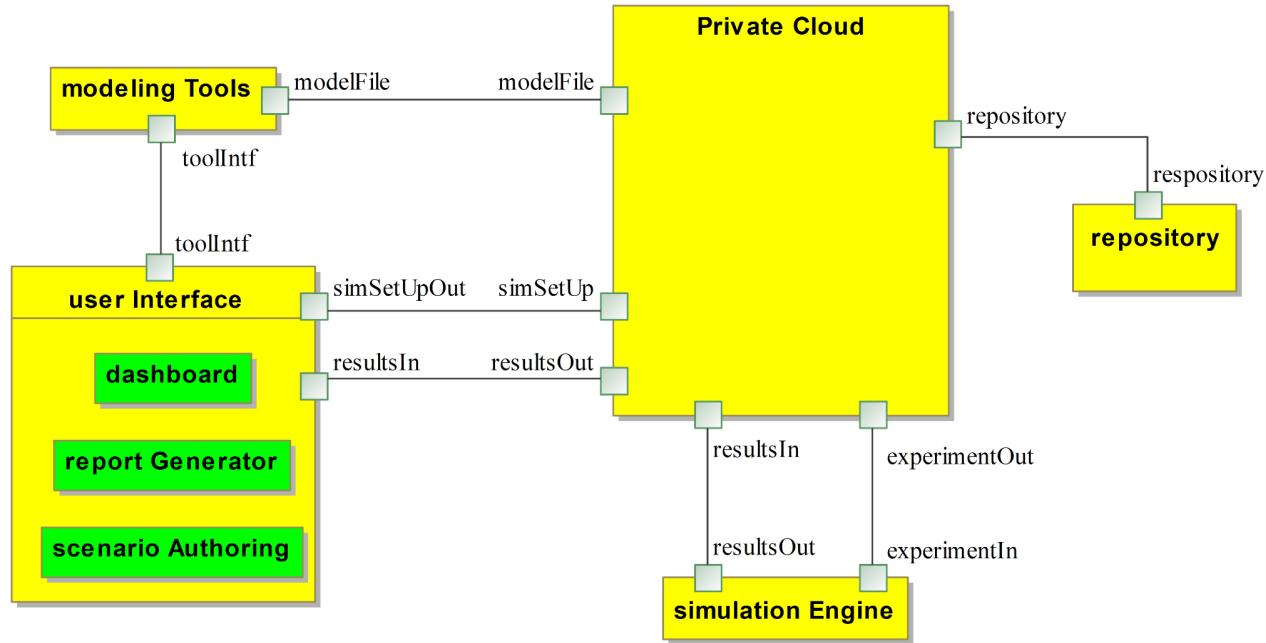 Private Cloud
modeling Tools
modelFile
modelFile
repository
toolIntf
respository
toolIntf
repository
user Interface
simSetUpOut
simSetUp
resultsIn
resultsOut
dashboard
report Generator
resultsIn
experimentOut
scenario Authoring
resultsOut
experimentIn
simulation Engine